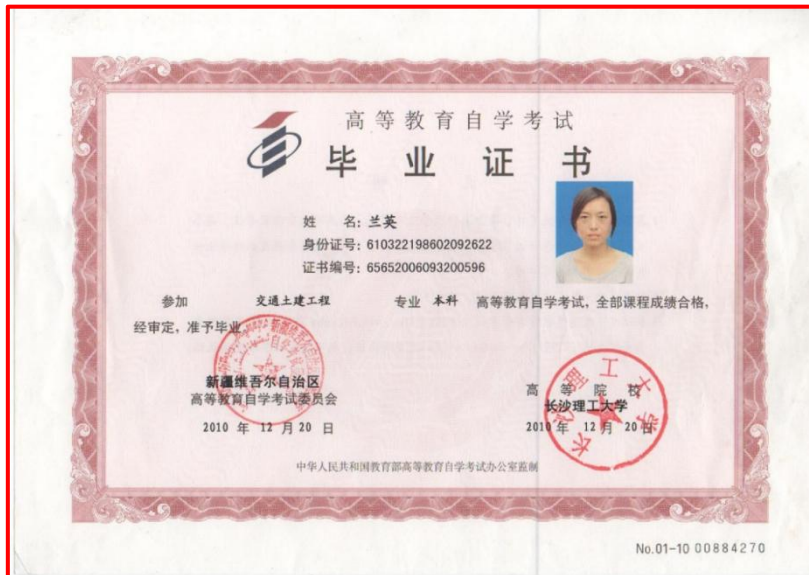 高等教育自学考试
毕业证书
姓 名: 兰英
身份证号: 610322198602092622
证书编号: 65652006093200596
参加 交通土建工程 专业 本科 高等教育自学考试, 全部课程成绩合格,
经审定, 准予毕业。
新疆维吾尔自治区
高等教育自学考试委员会
2010 年 12 月 20 日
高等院校
长沙理工大学
2010 年 12 月 20 日
长沙理工大学
中华人民共和国教育部高等教育自学考试办公室监制
No.01-10 00884270